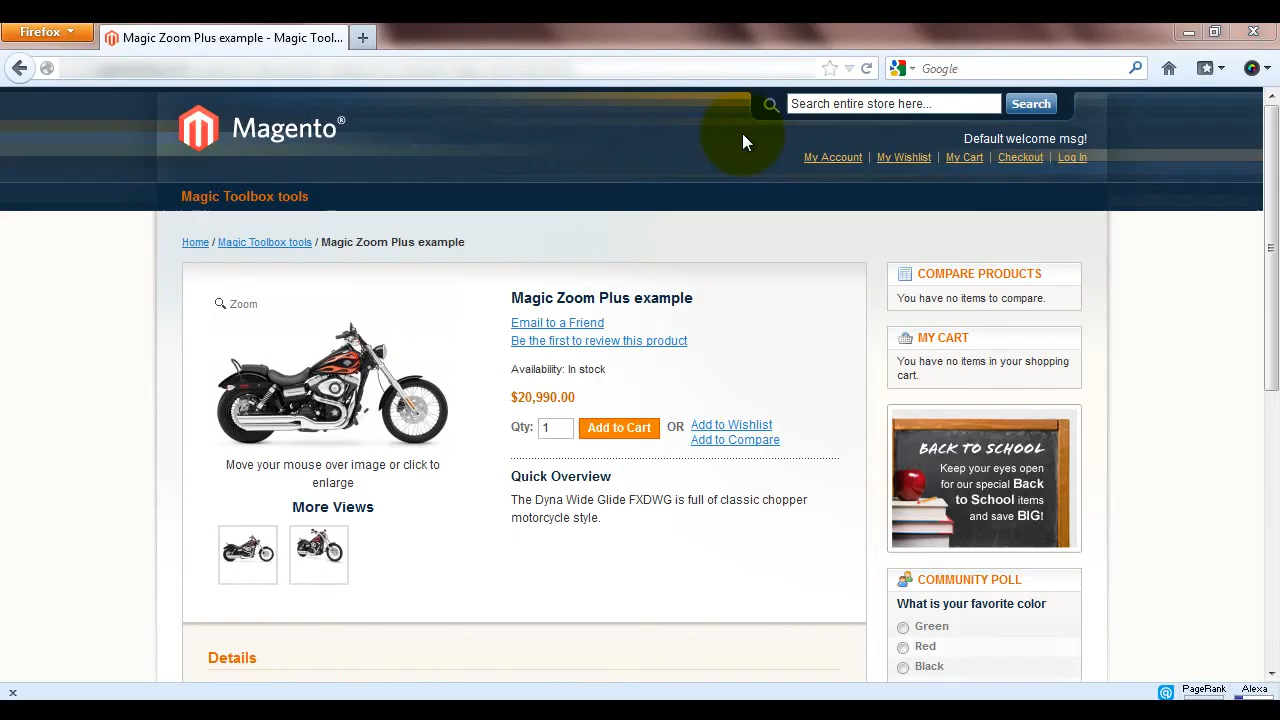 Firefox
Magic Zoom Plus example - Magic Tool...
Google
Magento®
Search entire store here...
Search
Default welcome msg!
My Account
My Wishlist
My Cart
Checkout
Log In
Magic Toolbox tools
Home / Magic Toolbox tools / Magic Zoom Plus example
Zoom
Move your mouse over image or click to
enlarge
More Views
Magic Zoom Plus example
Email to a Friend
Be the first to review this product
Availability: In stock
$20,990.00
Qty: 1 Add to Cart OR
Add to Wishlist
Add to Compare
Quick Overview
The Dyna Wide Glide FXDWG is full of classic chopper
motorcycle style.
Details
COMPARE PRODUCTS
You have no items to compare.
MY CART
You have no items in your shopping
cart.
BACK TO SCHOOL
Keep your eyes open
for our special Back
to School items
and save BIG!
COMMUNITY POLL
What is your favorite color
Green
Red
Black
x
PageRank
Alexa